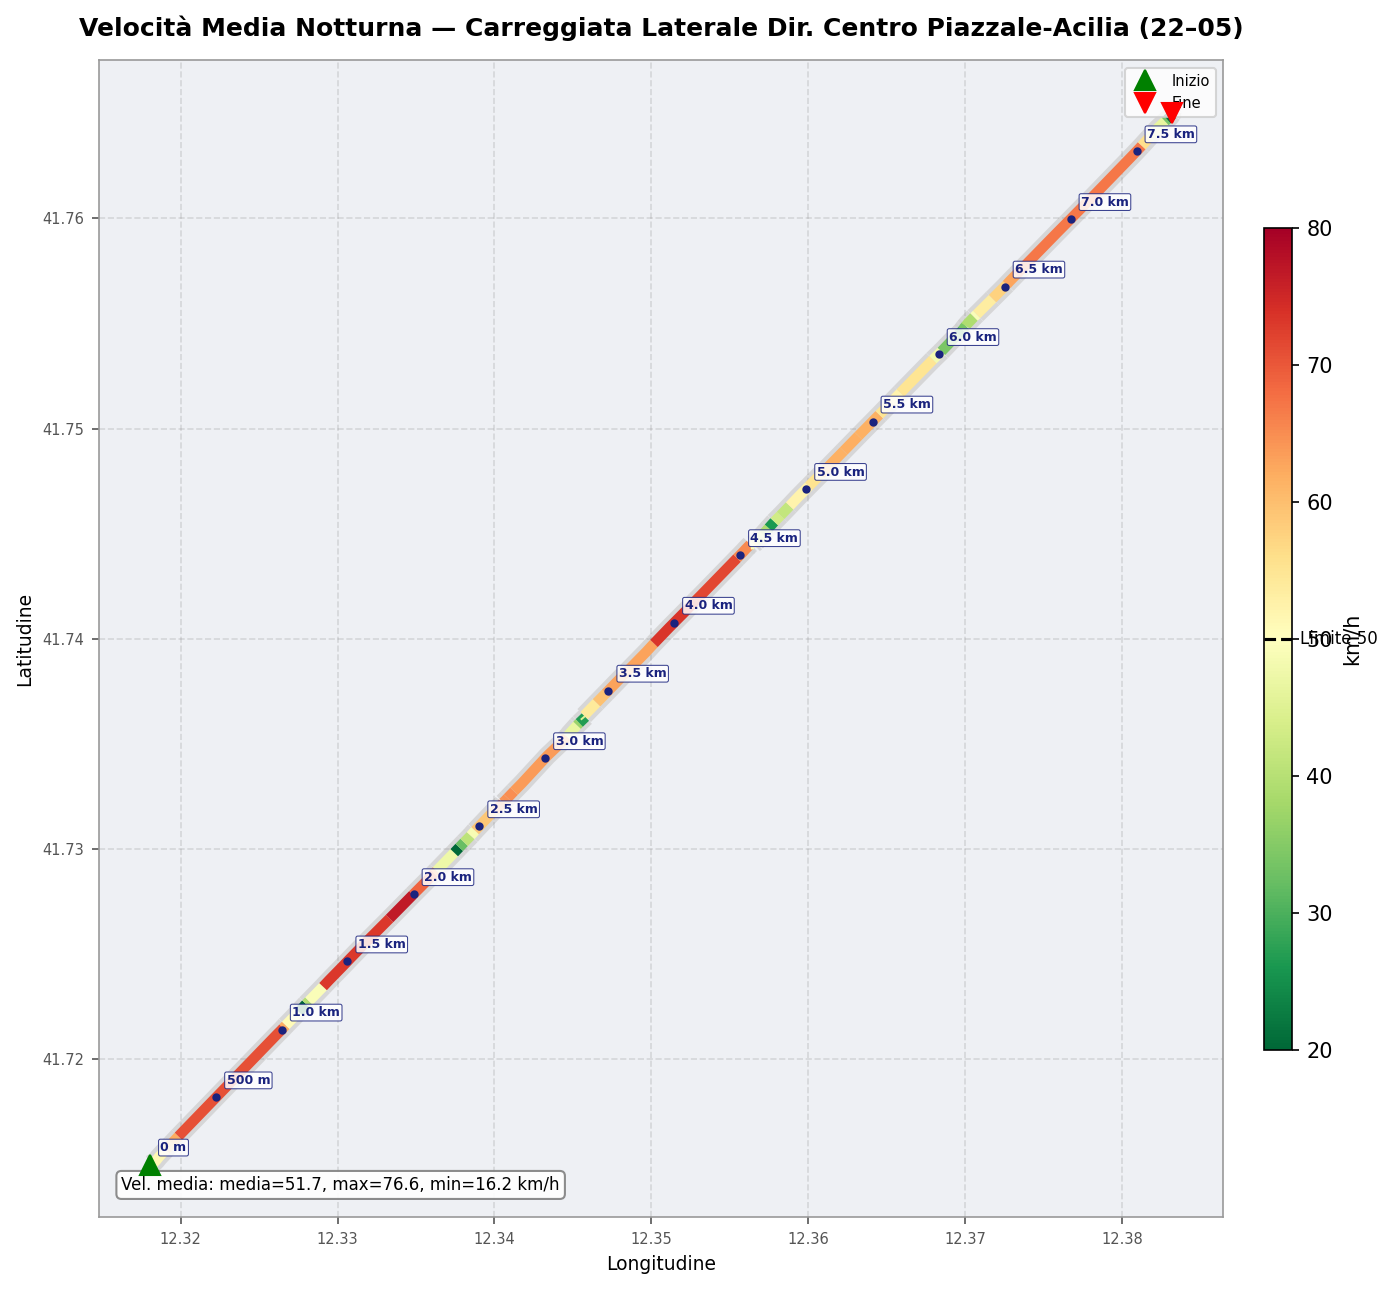 Velocità Media Notturna — Carreggiata Laterale Dir. Centro Piazzale-Acilia (22–05)
Inizio
Fine
7.5 km
7.0 km
6.5 km
6.0 km
5.5 km
5.0 km
4.5 km
4.0 km
3.5 km
3.0 km
2.5 km
2.0 km
1.5 km
1.0 km
500 m
0 m
Vel. media: media=51.7, max=76.6, min=16.2 km/h
41.76
41.75
41.74
41.73
41.72
Latitudine
12.32
12.33
12.34
12.35
12.36
12.37
12.38
Longitudine
80
70
60
50
Limite 50
40
30
20
km/h